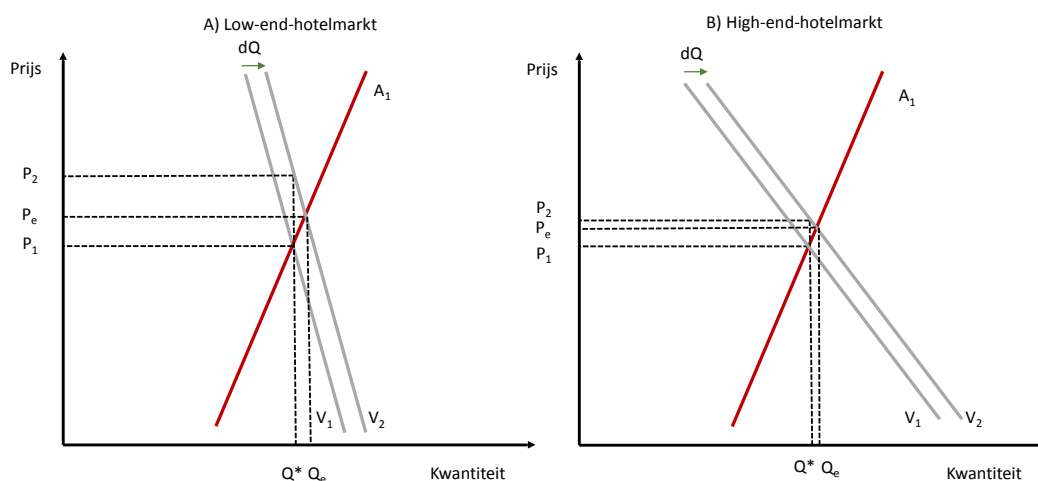 A) Low-end-hotelmarkt
dQ
Prijs
A1
P2
Pe
P1
V1
V2
Q* Qe
Kwantiteit
B) High-end-hotelmarkt
dQ
Prijs
A1
P2
Pe
P1
V1
V2
Q* Qe
Kwantiteit